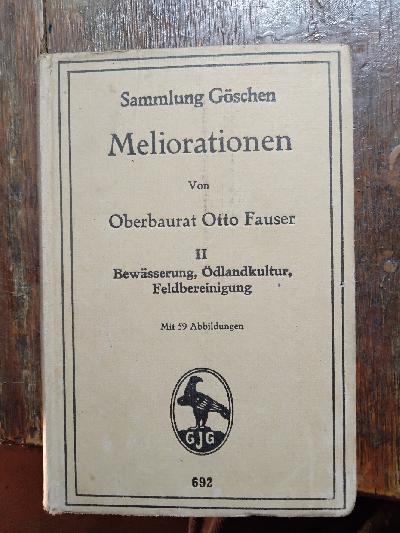 Sammlung Göschen
Meliorationen
Von
Oberbaurat Otto Fauser
II
Bewässerung, Ödlandkultur,
Feldbereinigung
Mit 59 Abbildungen
GJG
692